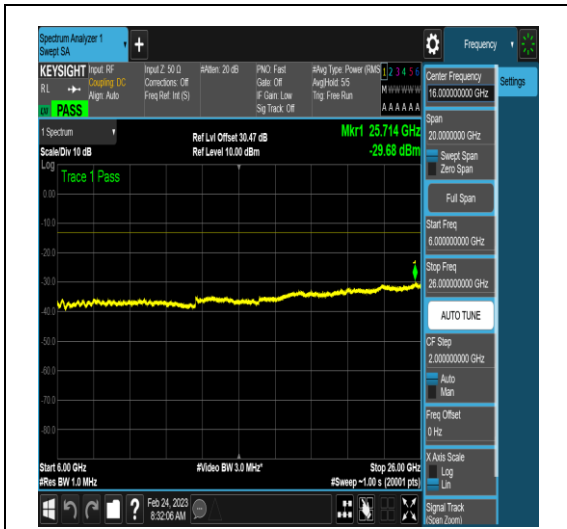 Spectrum Analyzer 1
Swept SA
Frequency
KEYSIGHT
RL
PASS
Input: RF
Coupling: DC
Align: Auto
Input Z: 50 Ω
Corrections: Off
Freq Ref: Int (S)
#Atten: 20 dB
PNO: Fast
Gate: Off
IF Gain: Low
Sig Track: Off
#Avg Type: Power (RMS
Avg|Hold: 5/5
Trig: Free Run
1 2 3 4 5 6
M W W W W W
A A A A A A
1 Spectrum
Scale/Div 10 dB
Ref Lvl Offset 30.47 dB
Ref Level 10.00 dBm
Mkr1 25.714 GHz
-29.68 dBm
Log
Trace 1 Pass
0.00
-10.0
-20.0
-30.0
-40.0
-50.0
-60.0
-70.0
-80.0
1
Start 6.00 GHz
#Res BW 1.0 MHz
#Video BW 3.0 MHz*
Stop 26.00 GHz
#Sweep ~1.00 s (20001 pts)
Feb 24, 2023
8:32:06 AM
Settings
Center Frequency
16.000000000 GHz
Span
20.0000000 GHz
Swept Span
Zero Span
Full Span
Start Freq
6.000000000 GHz
Stop Freq
26.000000000 GHz
AUTO TUNE
CF Step
2.000000000 GHz
Auto
Man
Freq Offset
0 Hz
X Axis Scale
Log
Lin
Signal Track
(Span Zoom)